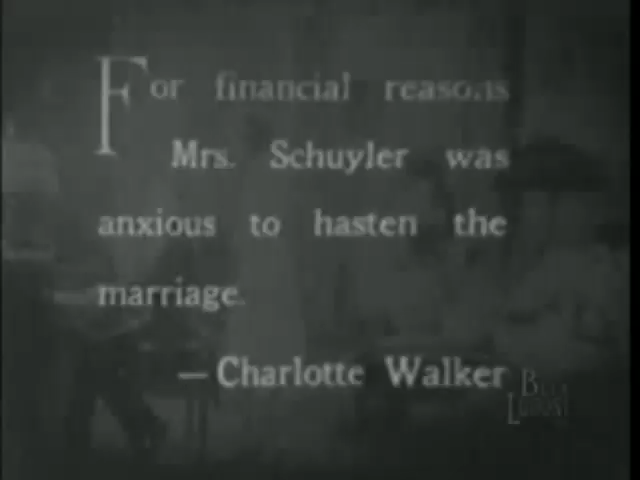 For financial reasons
Mrs. Schuyler was
anxious to hasten the
marriage.
—Charlotte Walker